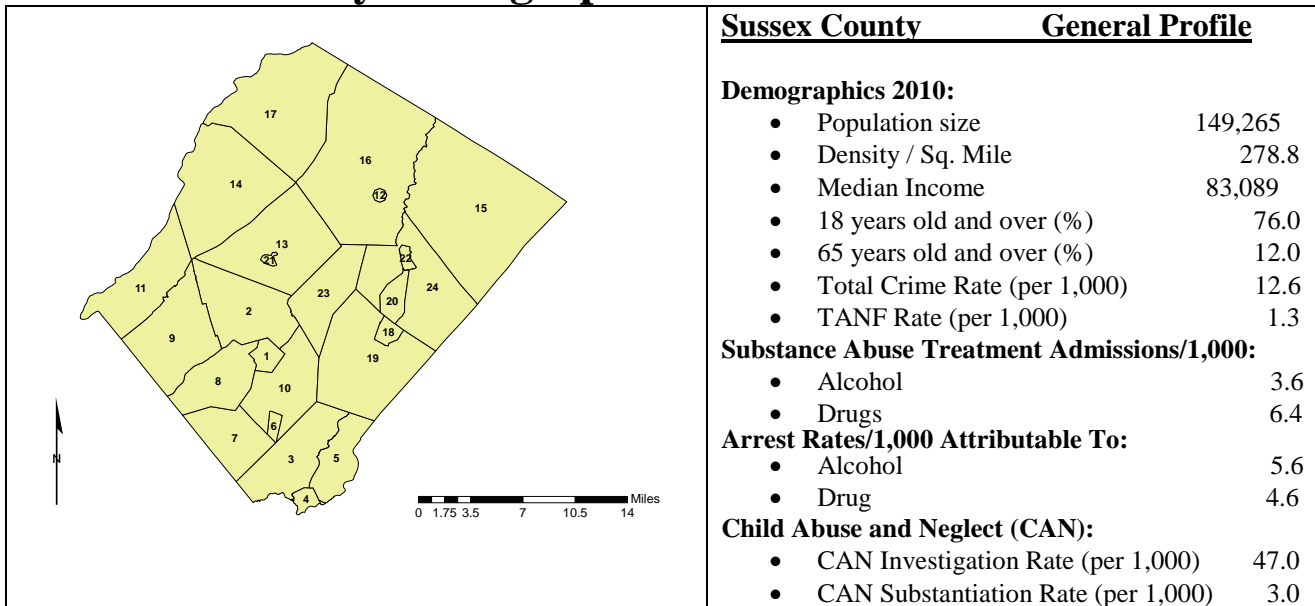 Sussex County General Profile
Demographics 2010:
• Population size 149,265
• Density / Sq. Mile 278.8
• Median Income 83,089
• 18 years old and over (%) 76.0
• 65 years old and over (%) 12.0
• Total Crime Rate (per 1,000) 12.6
• TANF Rate (per 1,000) 1.3
Substance Abuse Treatment Admissions/1,000:
• Alcohol 3.6
• Drugs 6.4
Arrest Rates/1,000 Attributable To:
• Alcohol 5.6
• Drug 4.6
Child Abuse and Neglect (CAN):
• CAN Investigation Rate (per 1,000) 47.0
• CAN Substantiation Rate (per 1,000) 3.0
17
16
14
12
15
13
21
22
11
23
20
24
2
9
18
1
19
8
10
6
7
3
5
4
N
Miles
0 1.75 3.5 7 10.5 14